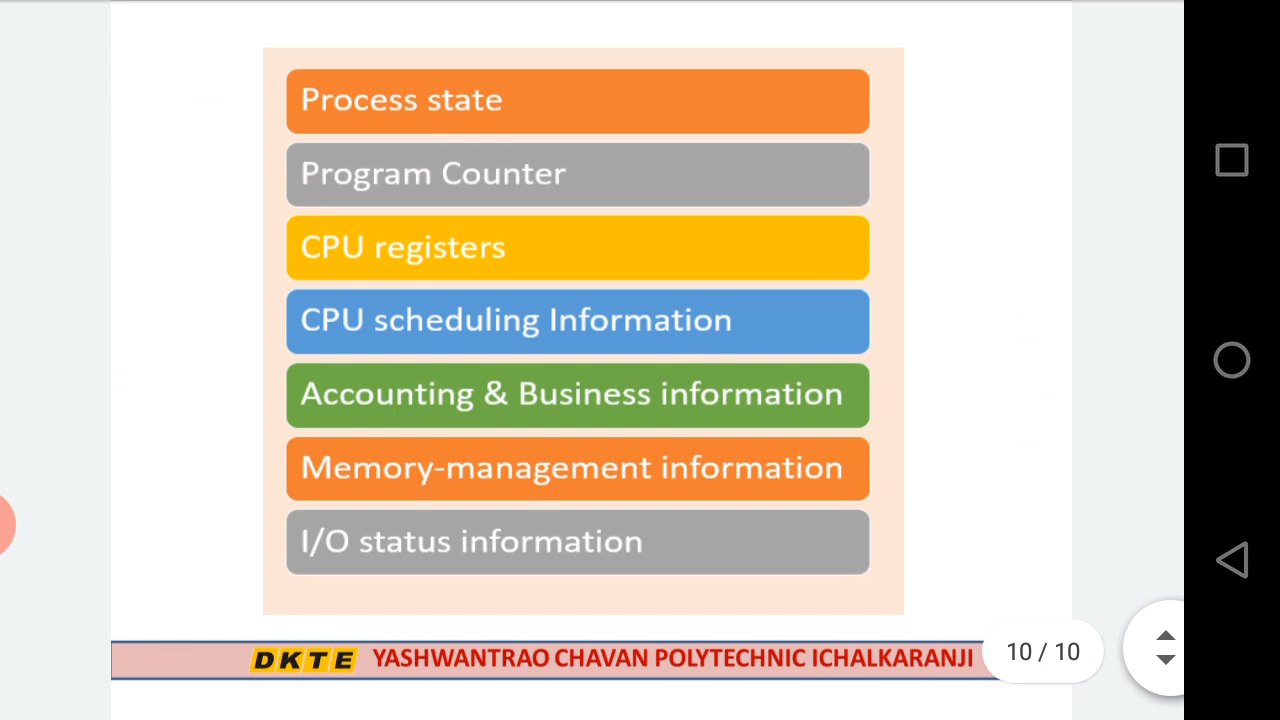 Process state
Program Counter
CPU registers
CPU scheduling Information
Accounting & Business information
Memory-management information
I/O status information
DKTE YASHWANTRAO CHAVAN POLYTECHNIC ICHALKARANJI
10 / 10